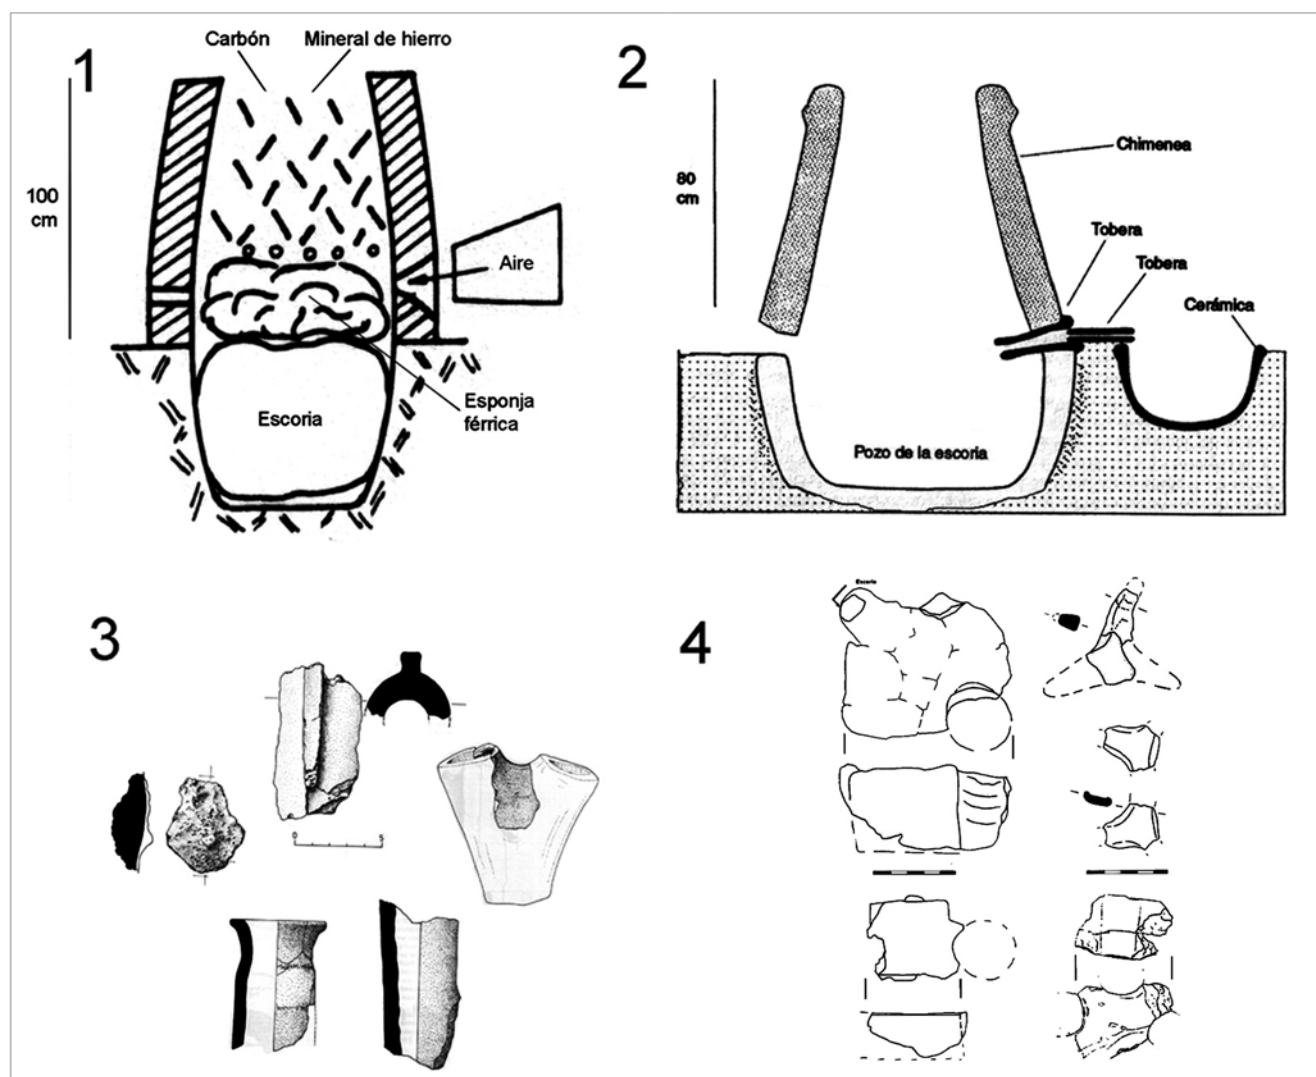 1
Carbón
Mineral de hierro
100
cm
Aire
Escoria
Esponja
férrica
2
80
cm
Chimenea
Tobera
Tobera
Cerámica
Pozo de la escoria
3
0
5
4
Escoria